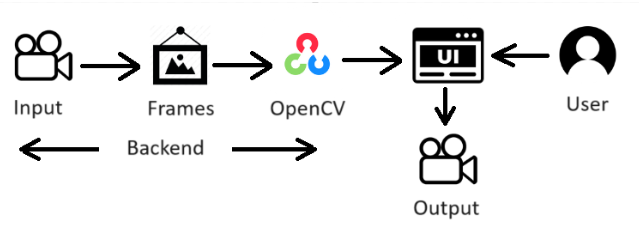 UI
Input
Frames
OpenCV
User
Backend
Output